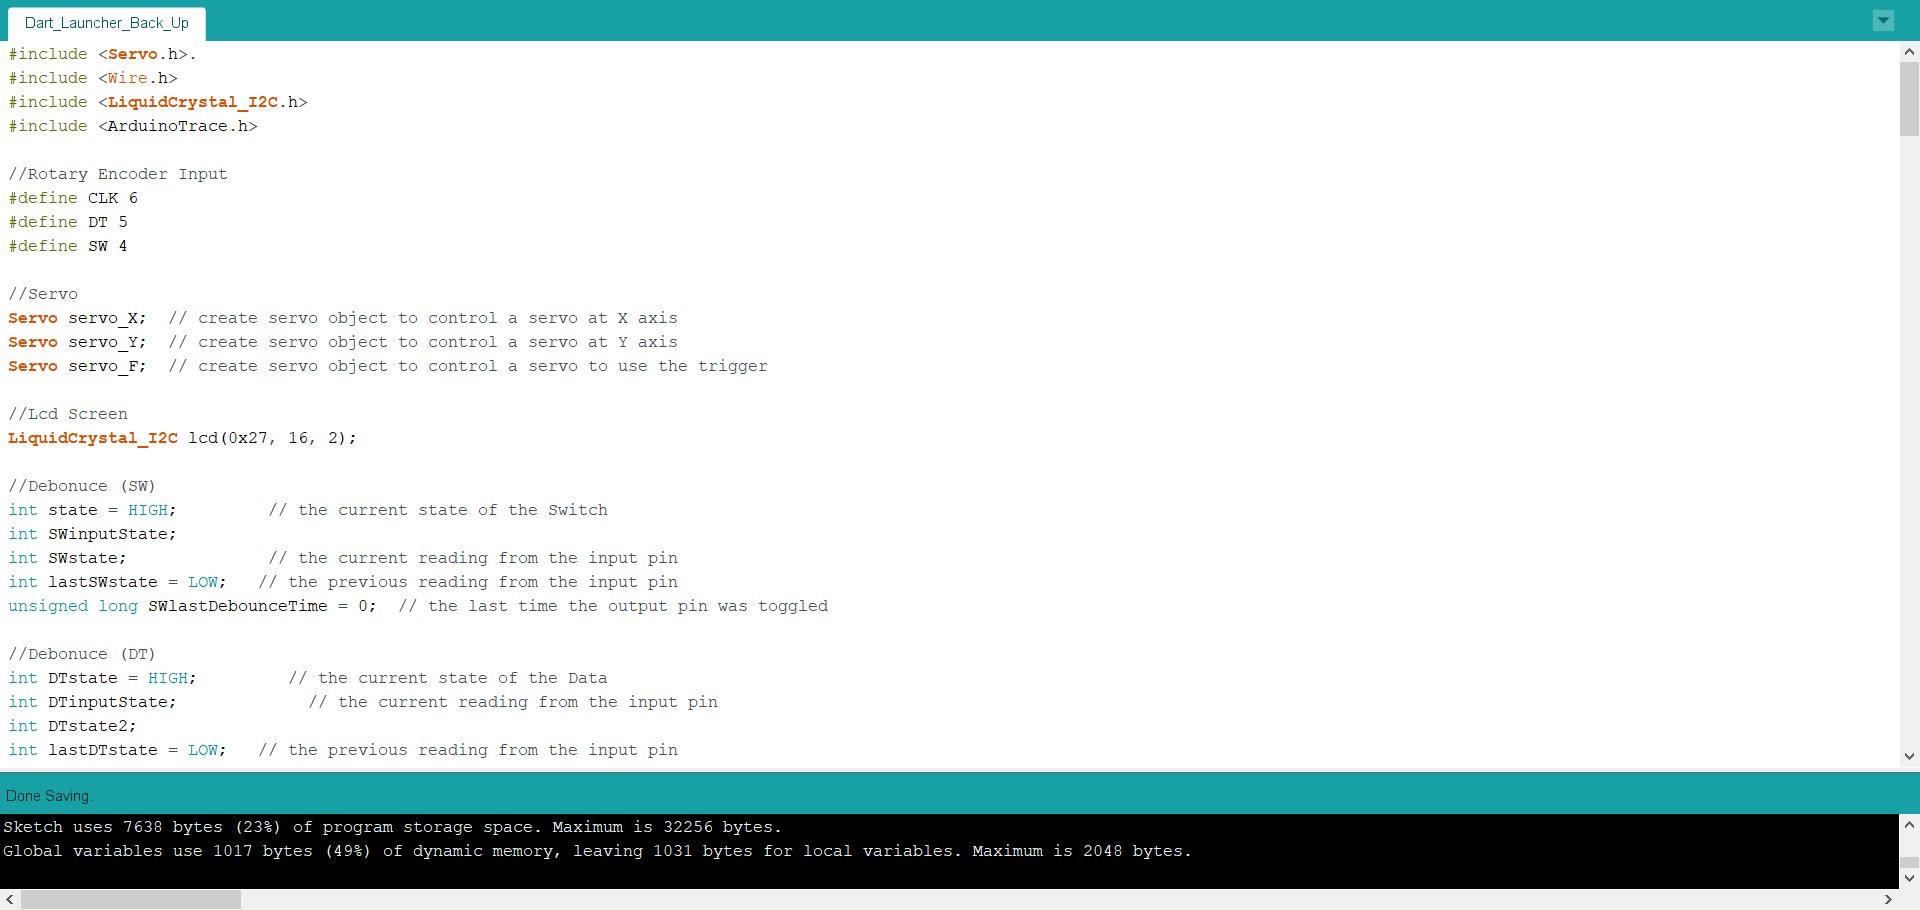 Dart_Launcher_Back_Up
#include <Servo.h>.
#include <Wire.h>
#include <LiquidCrystal_I2C.h>
#include <ArduinoTrace.h>
//Rotary Encoder Input
#define CLK 6
#define DT 5
#define SW 4
//Servo
Servo servo_X;  // create servo object to control a servo at X axis
Servo servo_Y;  // create servo object to control a servo at Y axis
Servo servo_F;  // create servo object to control a servo to use the trigger
//Lcd Screen
LiquidCrystal_I2C lcd(0x27, 16, 2);
//Debonuce (SW)
int state = HIGH;         // the current state of the Switch
int SWinputState;
int SWstate;              // the current reading from the input pin
int lastSWstate = LOW;   // the previous reading from the input pin
unsigned long SWlastDebounceTime = 0;  // the last time the output pin was toggled
//Debonuce (DT)
int DTstate = HIGH;         // the current state of the Data
int DTinputState;             // the current reading from the input pin
int DTstate2;
int lastDTstate = LOW;   // the previous reading from the input pin
Done Saving.
Sketch uses 7638 bytes (23%) of program storage space. Maximum is 32256 bytes.
Global variables use 1017 bytes (49%) of dynamic memory, leaving 1031 bytes for local variables. Maximum is 2048 bytes.